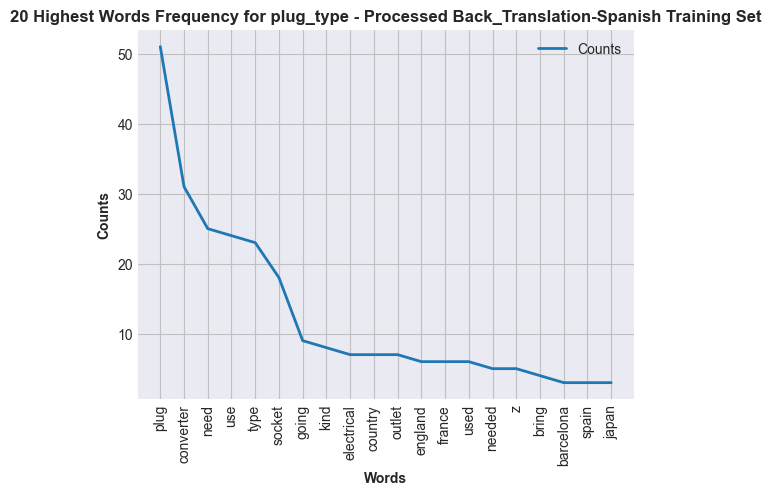 20 Highest Words Frequency for plug_type - Processed Back_Translation-Spanish Training Set
Counts
50
40
30
20
10
Counts
plug
converter
need
use
type
socket
going
kind
electrical
country
outlet
england
france
used
needed
z
bring
barcelona
spain
japan
Words